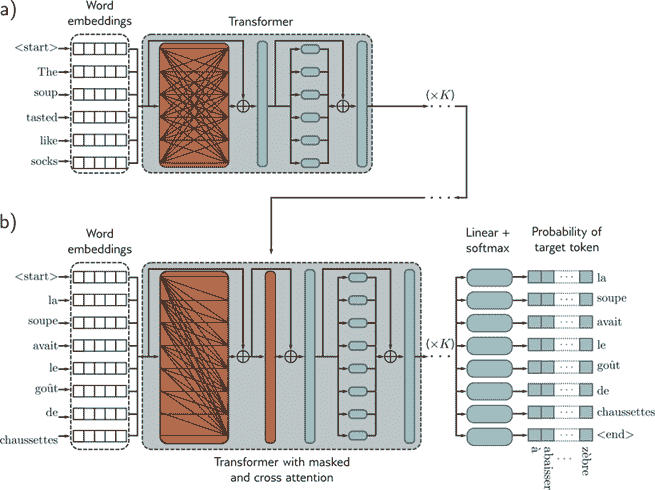 a)
Word
embeddings
Transformer
<start>
The
soup
tasted
like
socks
(×K)
· · ·
· · ·
b)
Word
embeddings
Linear +
softmax
Probability of
target token
<start>
la
soupe
avait
le
goût
de
chaussettes
(×K)
· · ·
· · · la
· · · soupe
· · · avait
· · · le
· · · goût
· · · de
· · · chaussettes
· · · <end>
à
abaisser
· · ·
zèbre
Transformer with masked
and cross attention